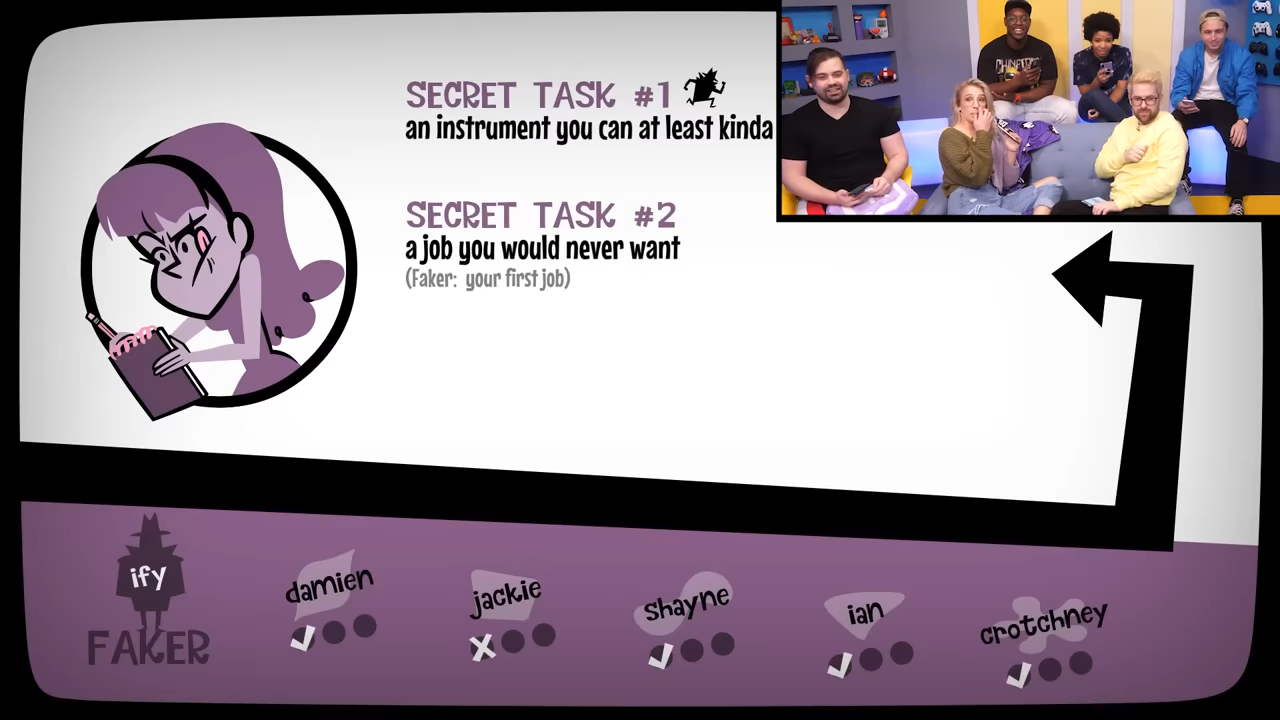 SECRET TASK #1
an instrument you can at least kinda
SECRET TASK #2
a job you would never want
(Faker: your first job)
ify
FAKER
damien
jackie
shayne
ian
crotchney